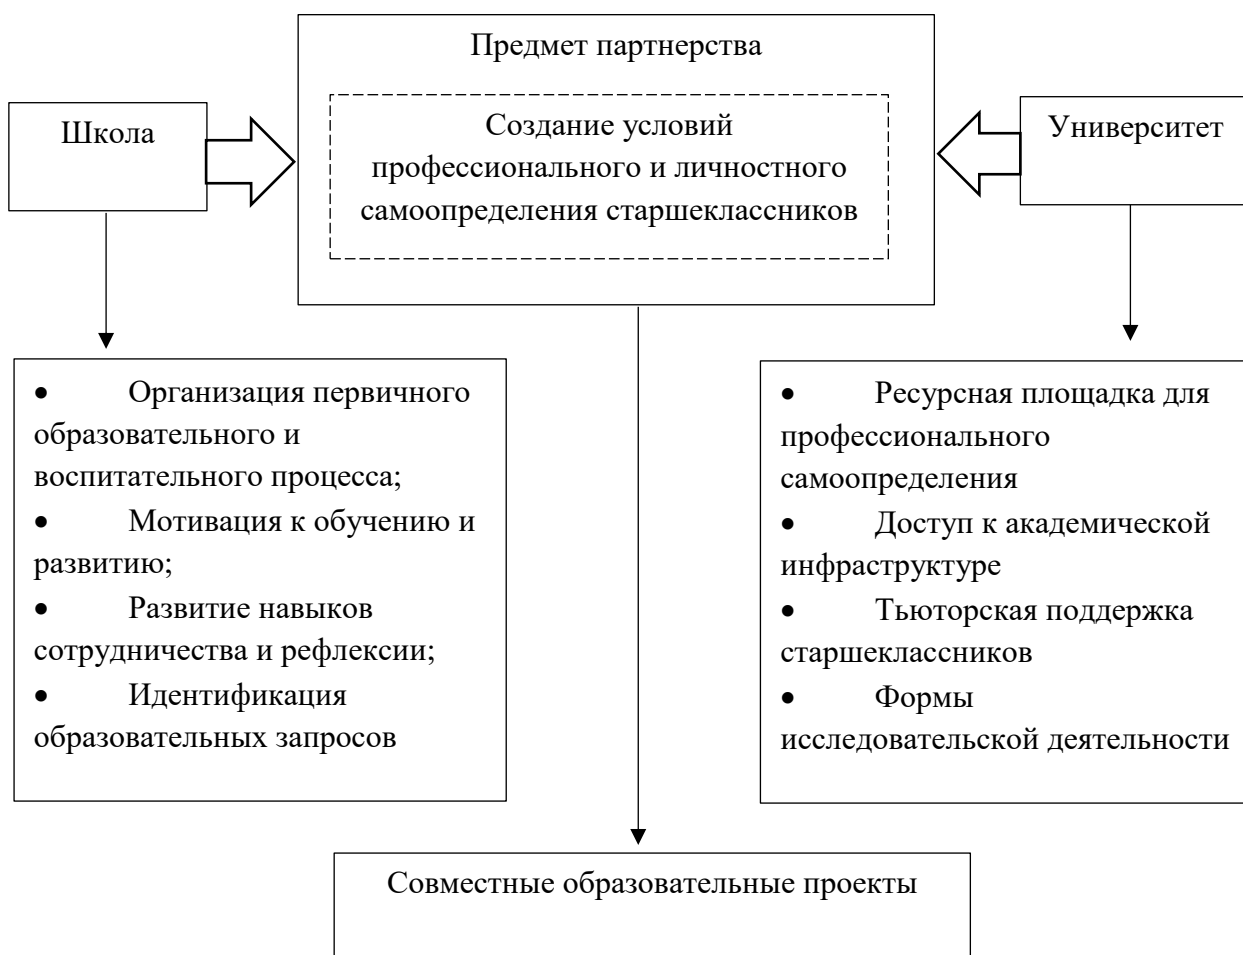 Предмет партнерства
Школа
Создание условий
профессионального и личностного
самоопределения старшеклассников
Университет
• Организация первичного
образовательного и
воспитательного процесса;
• Мотивация к обучению и
развитию;
• Развитие навыков
сотрудничества и рефлексии;
• Идентификация
образовательных запросов
• Ресурсная площадка для
профессионального
самоопределения
• Доступ к академической
инфраструктуре
• Тьюторская поддержка
старшеклассников
• Формы
исследовательской деятельности
Совместные образовательные проекты